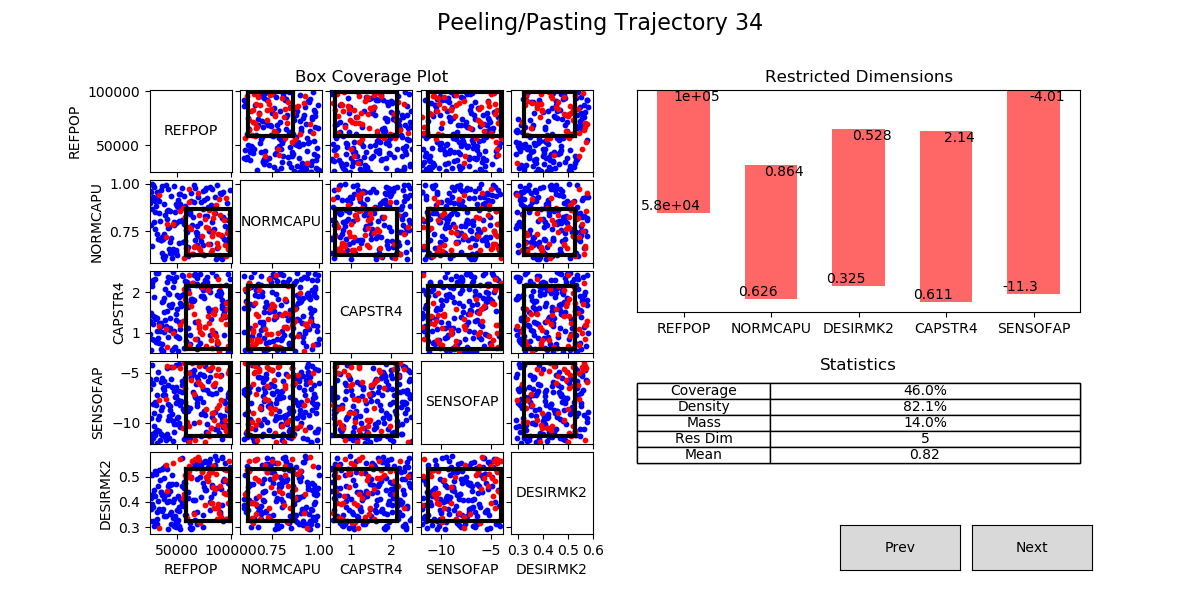 Peeling/Pasting Trajectory 34
Box Coverage Plot
REFPOP
100000
50000
REFPOP
NORMCAPU
1.00
0.75
NORMCAPU
CAPSTR4
2
1
CAPSTR4
SENSOFAP
−5
−10
SENSOFAP
DESIRMK2
0.5
0.4
0.3
DESIRMK2
50000 100000 0.75 1.00 1 2 −10 −5 0.3 0.4 0.5 0.6
REFPOP NORMCAPU CAPSTR4 SENSOFAP DESIRMK2
Restricted Dimensions
1e+05 -4.01
0.528 2.14
0.864
5.8e+04
0.325
0.626 0.611 -11.3
REFPOP NORMCAPU DESIRMK2 CAPSTR4 SENSOFAP
Statistics
Coverage 46.0%
Density 82.1%
Mass 14.0%
Res Dim 5
Mean 0.82
Prev Next